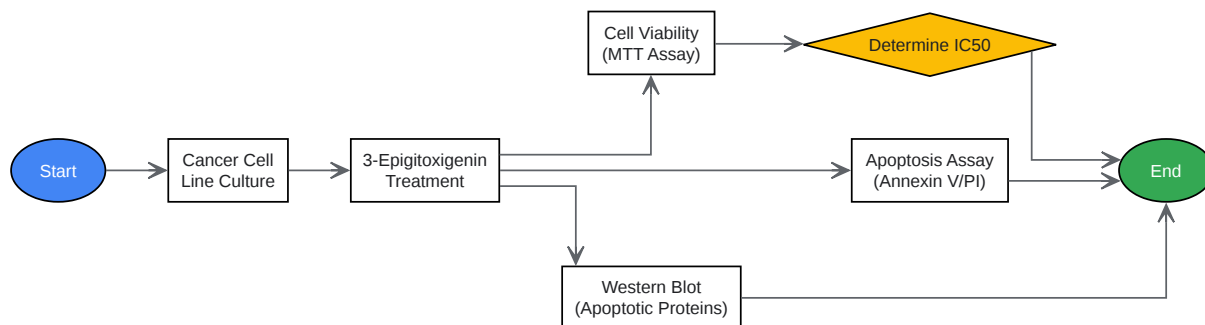 Cell Viability
(MTT Assay)
Determine IC50
Start
Cancer Cell
Line Culture
3-Epigitoxigenin
Treatment
Apoptosis Assay
(Annexin V/PI)
End
Western Blot
(Apoptotic Proteins)